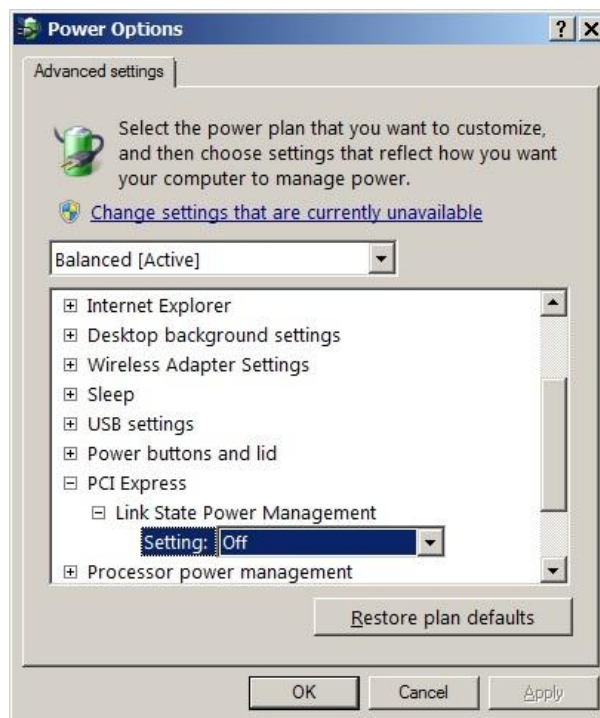 Power Options
Advanced settings
Select the power plan that you want to customize,
and then choose settings that reflect how you want
your computer to manage power.
Change settings that are currently unavailable
Balanced [Active]
Internet Explorer
Desktop background settings
Wireless Adapter Settings
Sleep
USB settings
Power buttons and lid
PCI Express
Link State Power Management
Setting: Off
Processor power management
Restore plan defaults
OK Cancel Apply